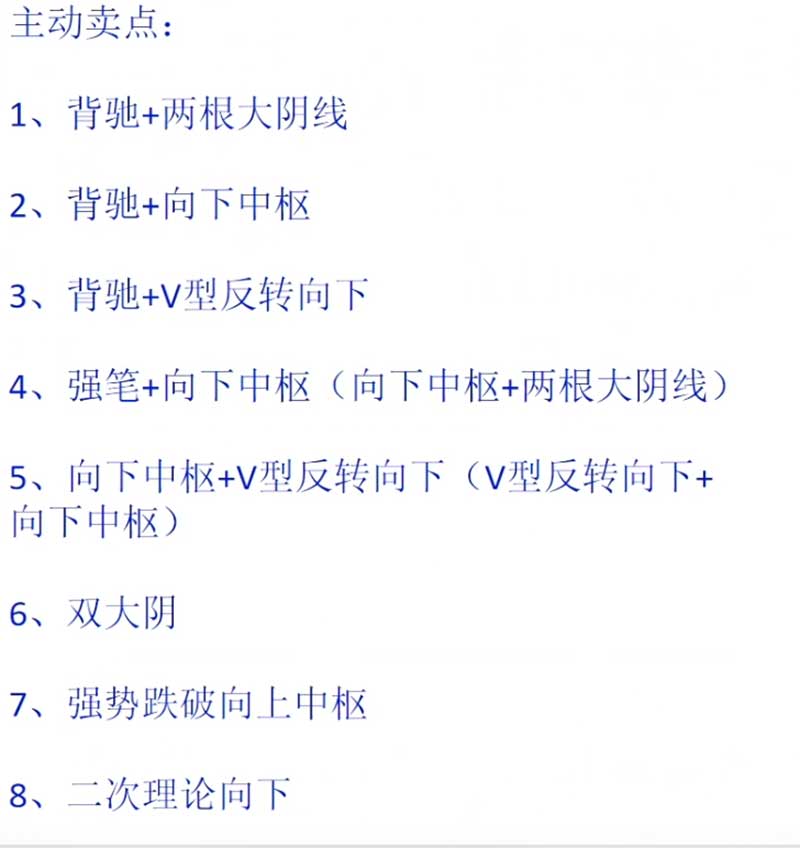 主动卖点：
1、背驰+两根大阴线
2、背驰+向下中枢
3、背驰+V型反转向下
4、强笔+向下中枢（向下中枢+两根大阴线）
5、向下中枢+V型反转向下（V型反转向下+
向下中枢）
6、双大阴
7、强势跌破向上中枢
8、二次理论向下